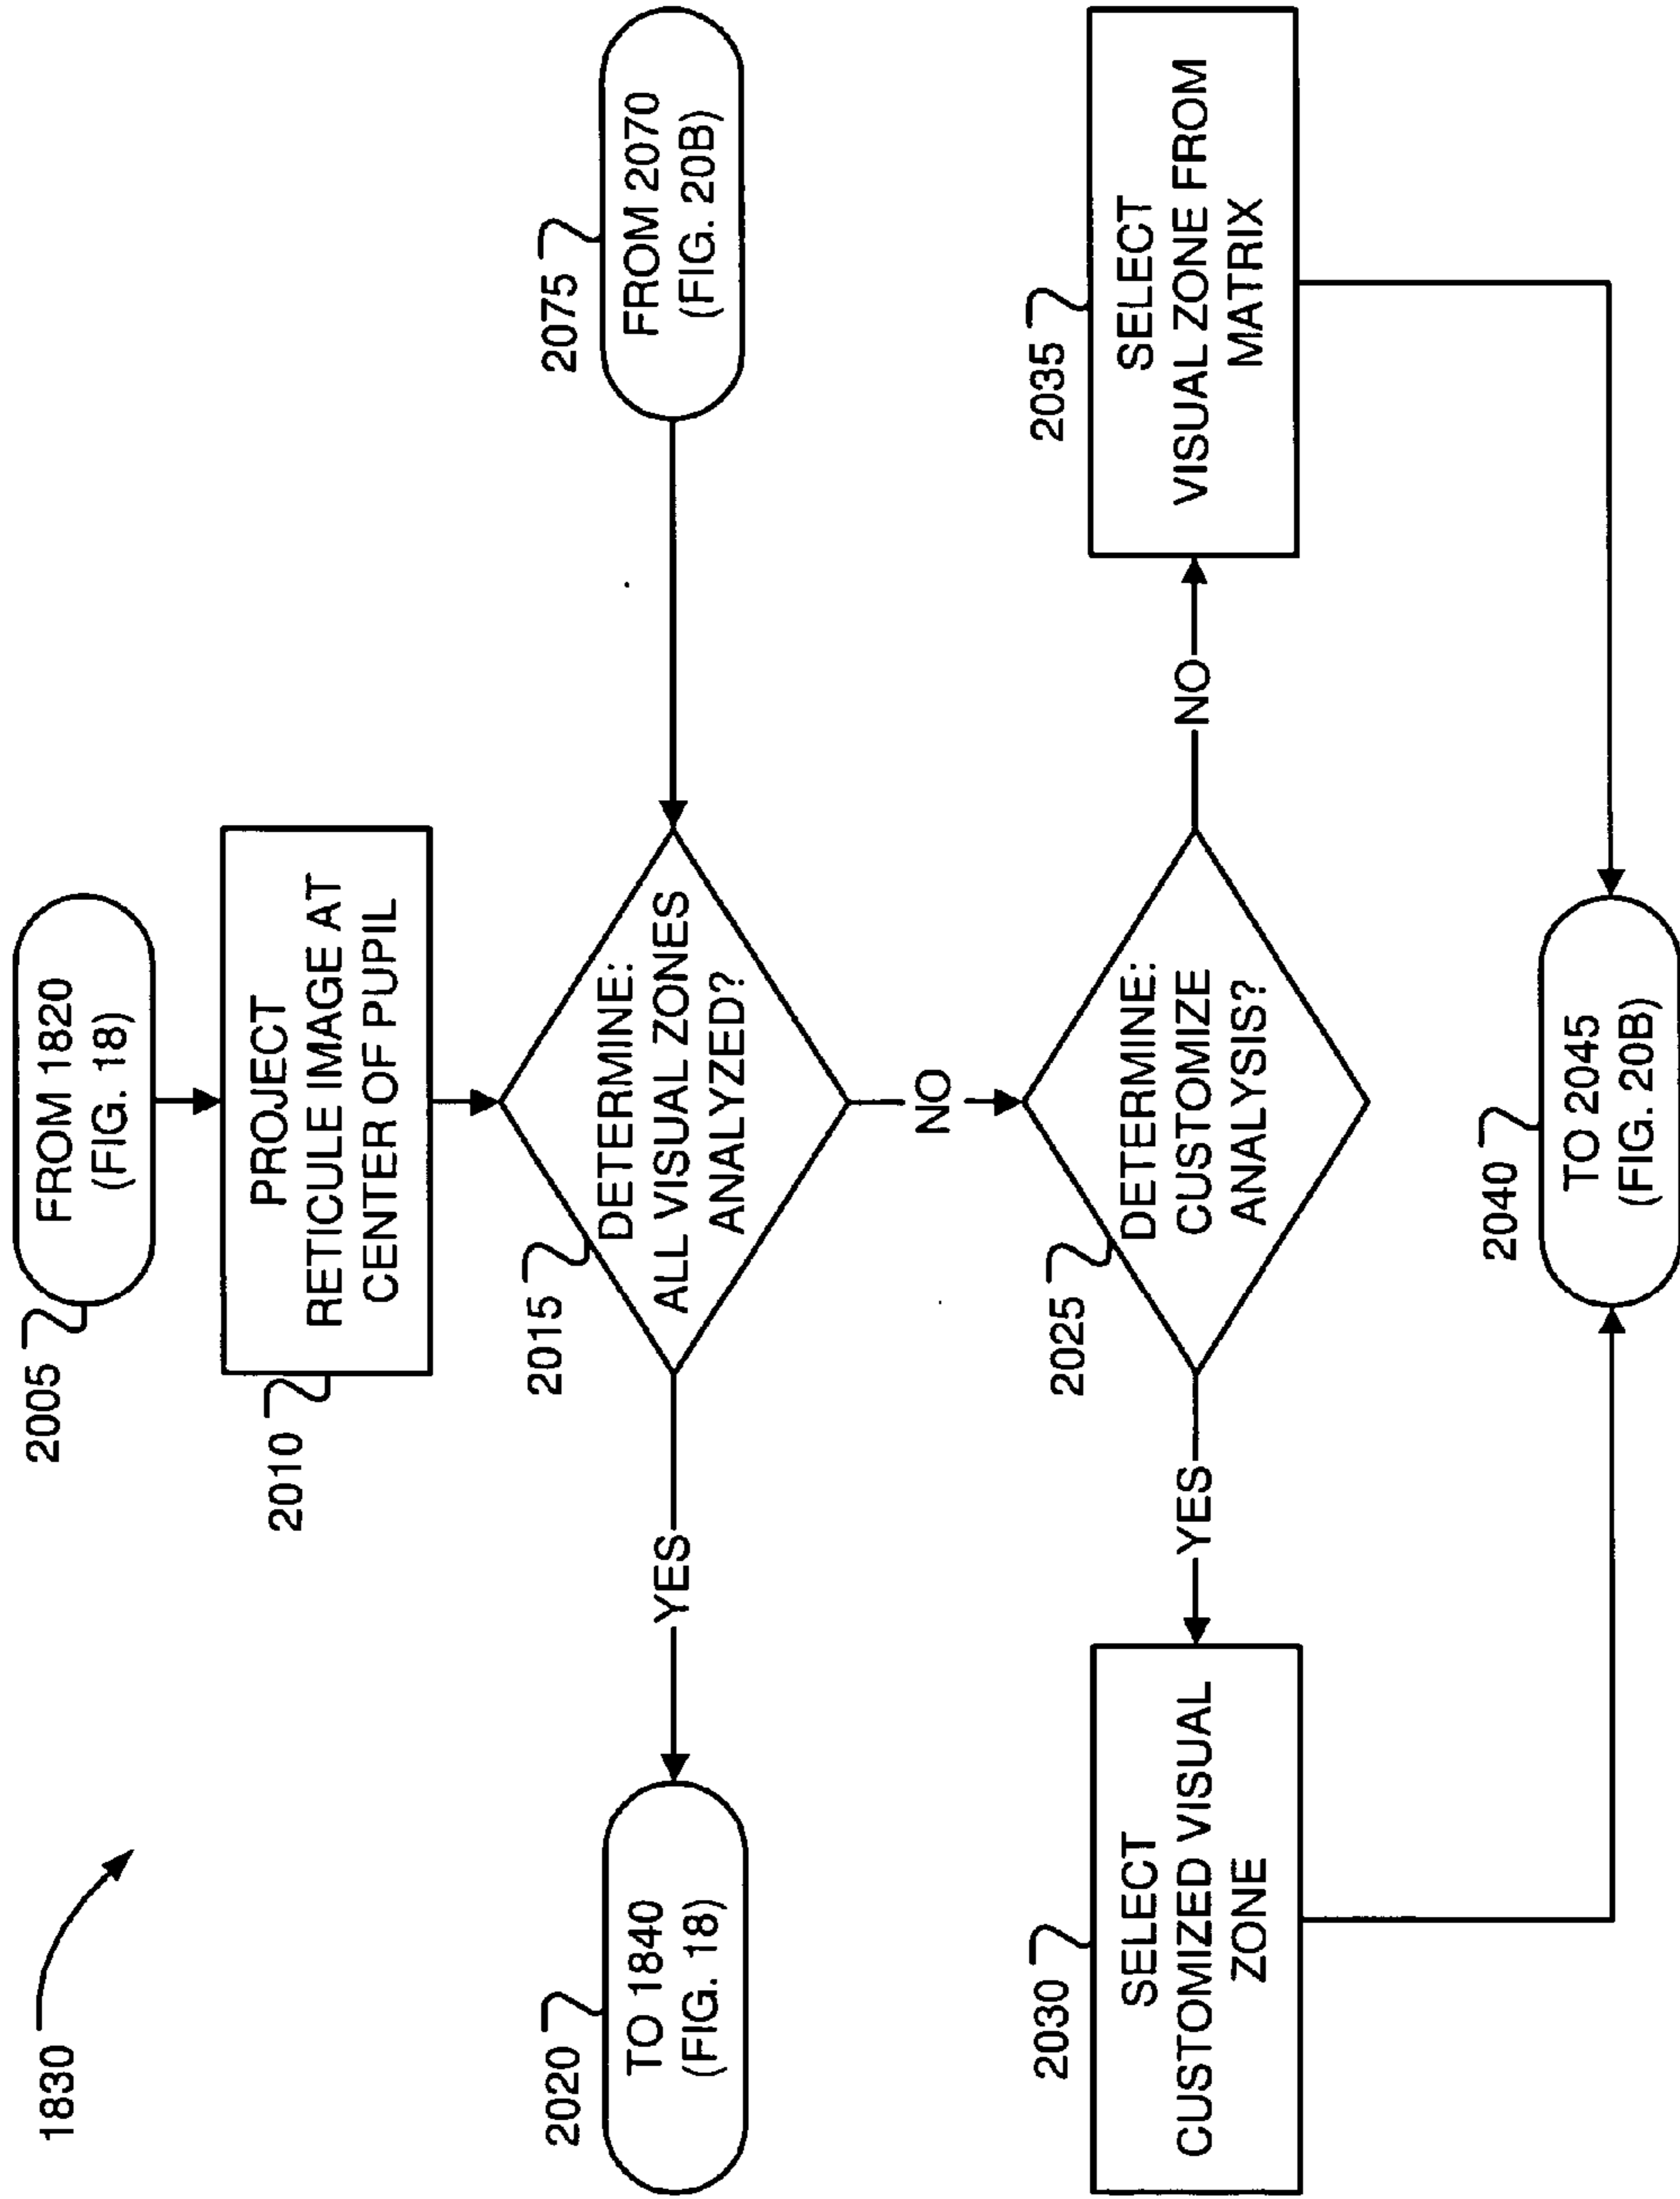 1830
2005
FROM 1820
(FIG. 18)
2010
PROJECT
RETICULE IMAGE AT
CENTER OF PUPIL
2015
DETERMINE:
ALL VISUAL ZONES
ANALYZED?
2075
FROM 2070
(FIG. 20B)
YES
2020
TO 1840
(FIG. 18)
NO
2025
DETERMINE:
CUSTOMIZE
ANALYSIS?
YES
NO
2030
SELECT
CUSTOMIZED VISUAL
ZONE
2035
SELECT
VISUAL ZONE FROM
MATRIX
2040
TO 2045
(FIG. 20B)